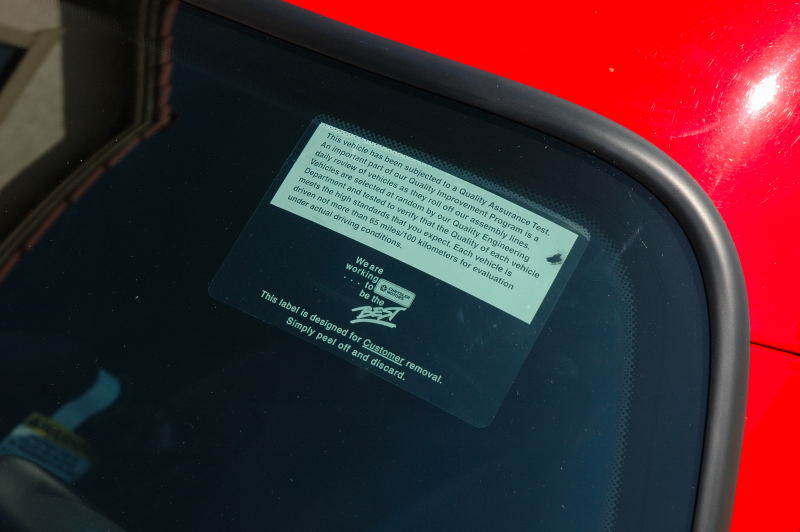 This vehicle has been subjected to a Quality Assurance Test.
An important part of our Quality Improvement Program is a
daily review of vehicles as they roll off our assembly lines.
Vehicles are selected at random by our Quality Engineering
Department and tested to verify that the Quality of each vehicle
meets the high standards that you expect. Each vehicle is
driven not more than 65 miles/100 kilometers for evaluation
under actual driving conditions.
We are
working
... to
CHRYSLER
MOTORS
be the
BEST
This label is designed for Customer removal.
Simply peel off and discard.